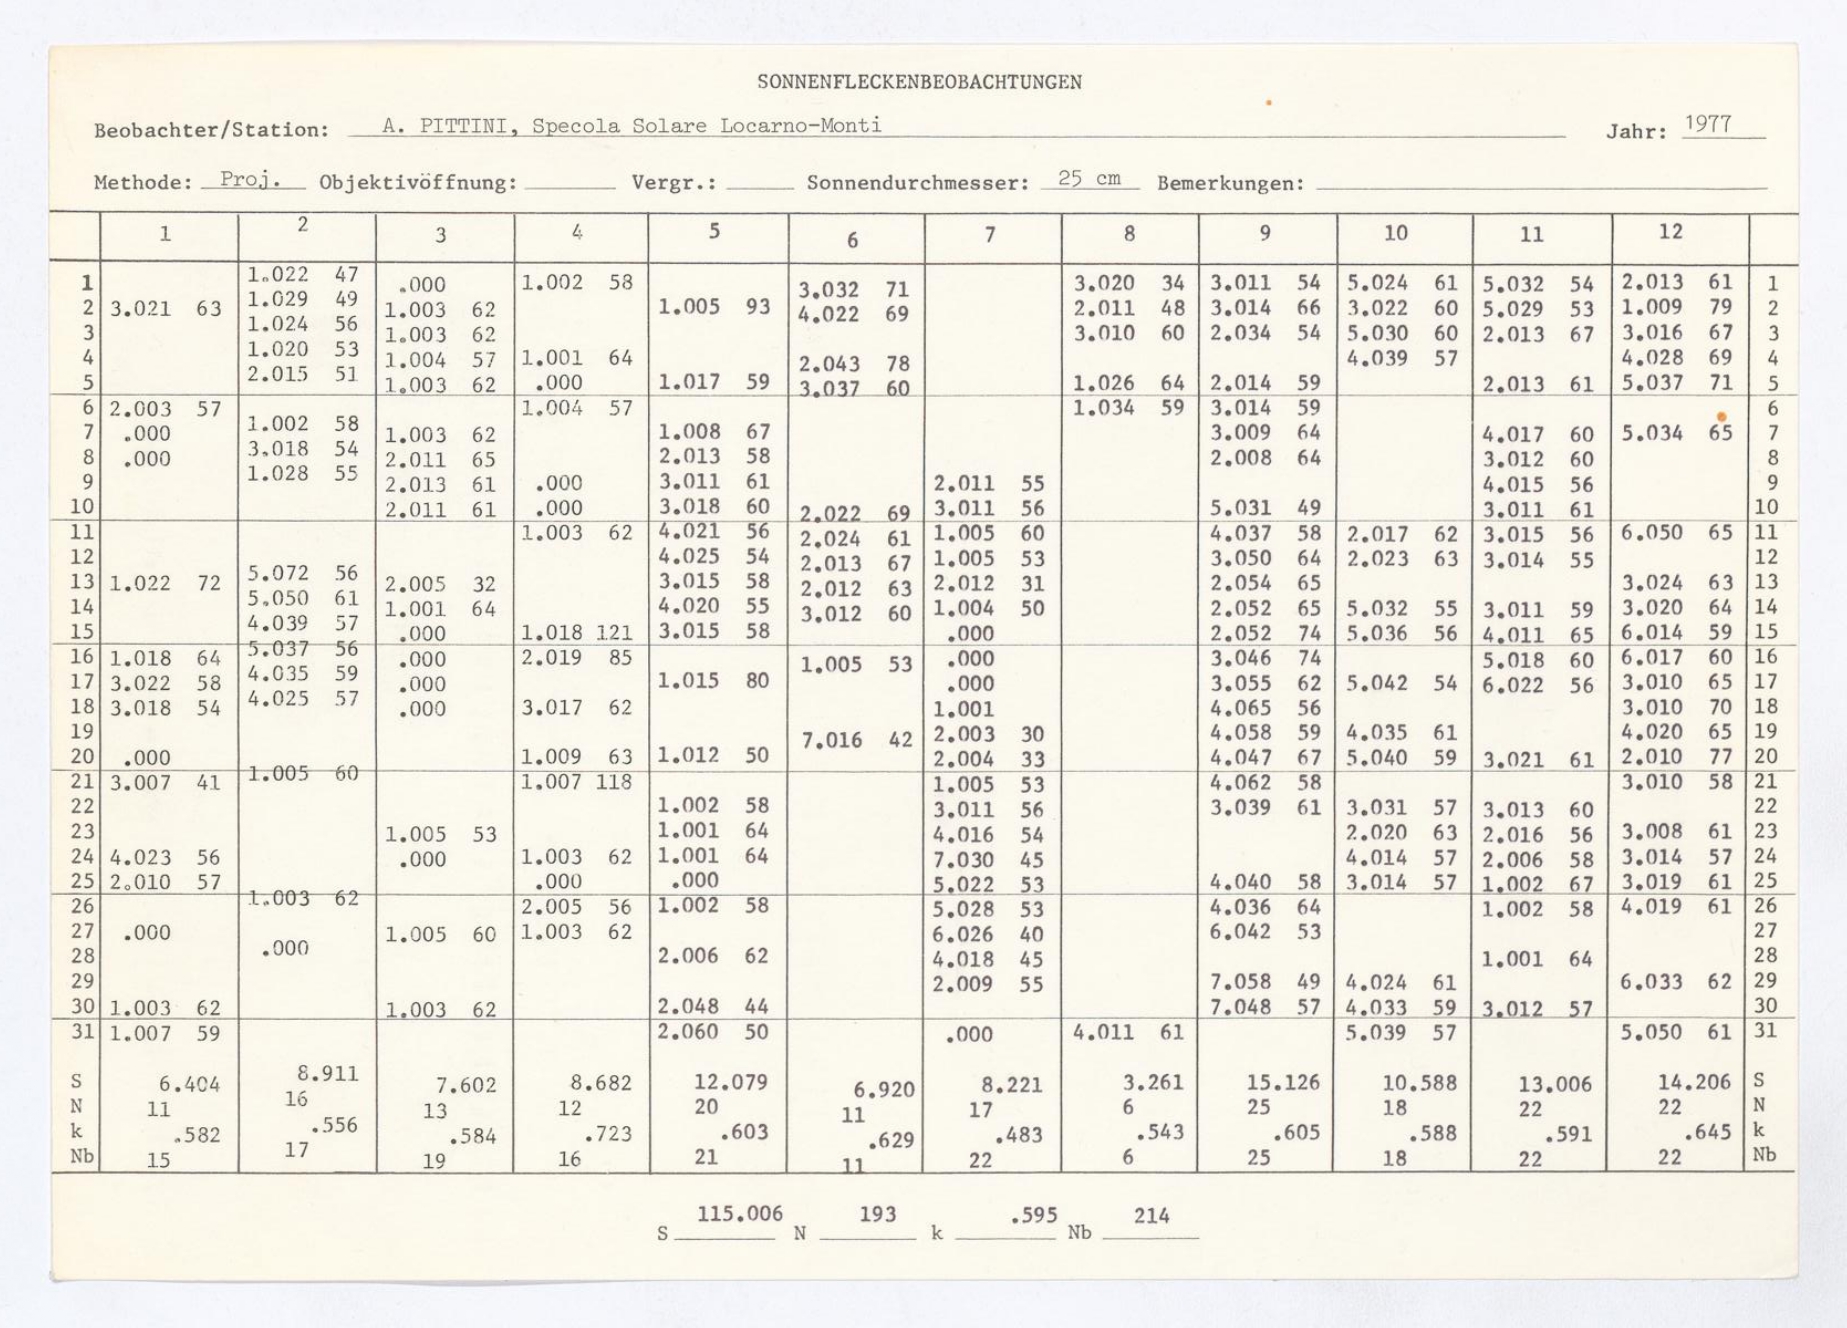 SONNENFLECKENBEOBACHTUNGEN
Beobachter/Station: A. PITTINI, Specola Solare Locarno-Monti Jahr: 1977
Methode: Proj. Objektivöffnung: Vergr.: Sonnendurchmesser: 25 cm Bemerkungen:
1 2 3 4 5 6 7 8 9 10 11 12
1 1.022 47 .000 1.002 58 3.032 71 3.020 34 3.011 54 5.024 61 5.032 54 2.013 61 1
2 3.021 63 1.029 49 1.003 62 1.005 93 4.022 69 2.011 48 3.014 66 3.022 60 5.029 53 1.009 79 2
3 1.024 56 1.003 62 3.010 60 2.034 54 5.030 60 2.013 67 3.016 67 3
4 1.020 53 1.004 57 1.001 64 2.043 78 4.039 57 4.028 69 4
5 2.015 51 1.003 62 .000 1.017 59 3.037 60 1.026 64 2.014 59 2.013 61 5.037 71 5
6 2.003 57 1.004 57 1.034 59 3.014 59 6
7 .000 1.002 58 1.003 62 1.008 67 3.009 64 4.017 60 5.034 65 7
8 .000 3.018 54 2.011 65 2.013 58 2.008 64 3.012 60 8
9 1.028 55 2.013 61 .000 3.011 61 2.011 55 4.015 56 9
10 2.011 61 .000 3.018 60 2.022 69 3.011 56 5.031 49 3.011 61 10
11 1.003 62 4.021 56 2.024 61 1.005 60 4.037 58 2.017 62 3.015 56 6.050 65 11
12 4.025 54 2.013 67 1.005 53 3.050 64 2.023 63 3.014 55 12
13 1.022 72 5.072 56 2.005 32 3.015 58 2.012 63 2.012 31 2.054 65 3.024 63 13
14 5.050 61 1.001 64 4.020 55 3.012 60 1.004 50 2.052 65 5.032 55 3.011 59 3.020 64 14
15 4.039 57 .000 1.018 121 3.015 58 .000 2.052 74 5.036 56 4.011 65 6.014 59 15
16 1.018 64 5.037 56 .000 2.019 85 1.005 53 .000 3.046 74 5.018 60 6.017 60 16
17 3.022 58 4.035 59 .000 1.015 80 .000 3.055 62 5.042 54 6.022 56 3.010 65 17
18 3.018 54 4.025 57 .000 3.017 62 1.001 4.065 56 3.010 70 18
19 7.016 42 2.003 30 4.058 59 4.035 61 4.020 65 19
20 .000 1.009 63 1.012 50 2.004 33 4.047 67 5.040 59 3.021 61 2.010 77 20
21 3.007 41 1.005 60 1.007 118 1.005 53 4.062 58 3.010 58 21
22 1.002 58 3.011 56 3.039 61 3.031 57 3.013 60 22
23 1.005 53 1.001 64 4.016 54 2.020 63 2.016 56 3.008 61 23
24 4.023 56 .000 1.003 62 1.001 64 7.030 45 4.014 57 2.006 58 3.014 57 24
25 2.010 57 .000 .000 5.022 53 4.040 58 3.014 57 1.002 67 3.019 61 25
26 1.003 62 2.005 56 1.002 58 5.028 53 4.036 64 1.002 58 4.019 61 26
27 .000 1.005 60 1.003 62 6.026 40 6.042 53 27
28 .000 2.006 62 4.018 45 1.001 64 28
29 2.009 55 7.058 49 4.024 61 6.033 62 29
30 1.003 62 1.003 62 2.048 44 7.048 57 4.033 59 3.012 57 30
31 1.007 59 2.060 50 .000 4.011 61 5.039 57 5.050 61 31
S 6.404 8.911 7.602 8.682 12.079 6.920 8.221 3.261 15.126 10.588 13.006 14.206 S
N 11 16 13 12 20 11 17 6 25 18 22 22 N
k .582 .556 .584 .723 .603 .629 .483 .543 .605 .588 .591 .645 k
Nb 15 17 19 16 21 11 22 6 25 18 22 22 Nb
S 115.006 N 193 k .595 Nb 214